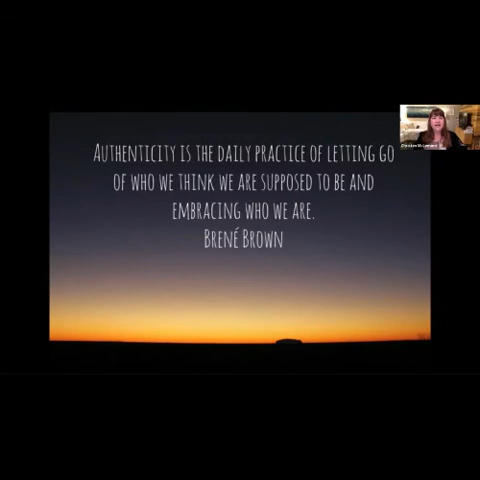 Authenticity is the daily practice of letting go
of who we think we are supposed to be and
embracing who we are.
Brené Brown